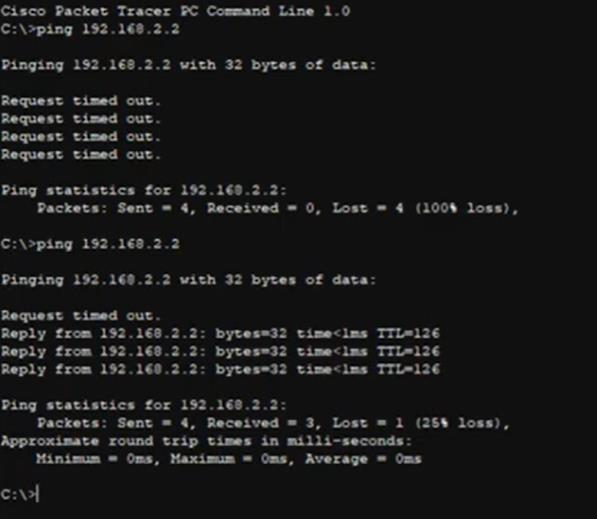 Cisco Packet Tracer PC Command Line 1.0
C:\>ping 192.168.2.2
Pinging 192.168.2.2 with 32 bytes of data:
Request timed out.
Request timed out.
Request timed out.
Request timed out.
Ping statistics for 192.168.2.2:
Packets: Sent = 4, Received = 0, Lost = 4 (100% loss),
C:\>ping 192.168.2.2
Pinging 192.168.2.2 with 32 bytes of data:
Request timed out.
Reply from 192.168.2.2: bytes=32 time<1ms TTL=126
Reply from 192.168.2.2: bytes=32 time<1ms TTL=126
Reply from 192.168.2.2: bytes=32 time<1ms TTL=126
Ping statistics for 192.168.2.2:
Packets: Sent = 4, Received = 3, Lost = 1 (25% loss),
Approximate round trip times in milli-seconds:
Minimum = 0ms, Maximum = 0ms, Average = 0ms
C:\>